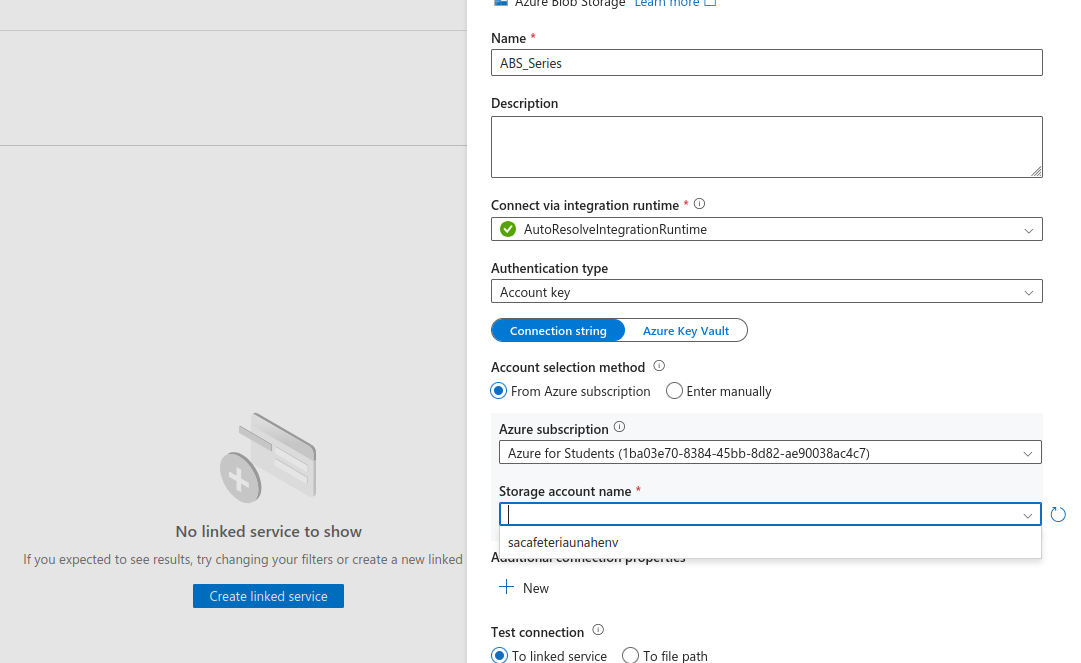 Azure Blob Storage Learn more
Name *
ABS_Series
Description
Connect via integration runtime *
AutoResolveIntegrationRuntime
Authentication type
Account key
Connection string Azure Key Vault
Account selection method
From Azure subscription Enter manually
Azure subscription
Azure for Students (1ba03e70-8384-45bb-8d82-ae90038ac4c7)
Storage account name *
sacafeteriaunahenv
Additional connection properties
New
Test connection
To linked service To file path
No linked service to show
If you expected to see results, try changing your filters or create a new linked
Create linked service